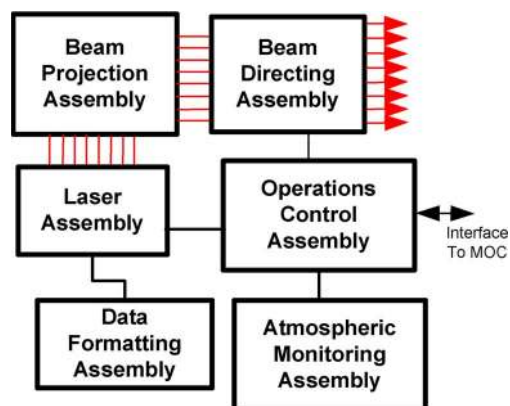 Beam
Projection
Assembly
Beam
Directing
Assembly
Laser
Assembly
Operations
Control
Assembly
Interface
To MOC
Data
Formatting
Assembly
Atmospheric
Monitoring
Assembly